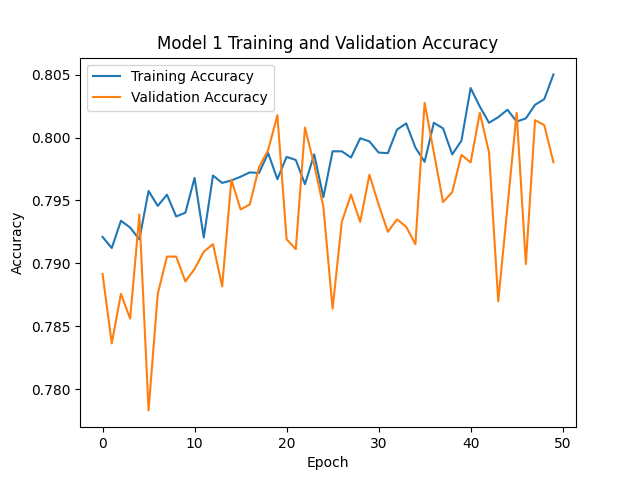 Model 1 Training and Validation Accuracy
Training Accuracy
Validation Accuracy
0.805
0.800
0.795
0.790
0.785
0.780
Accuracy
0 10 20 30 40 50
Epoch